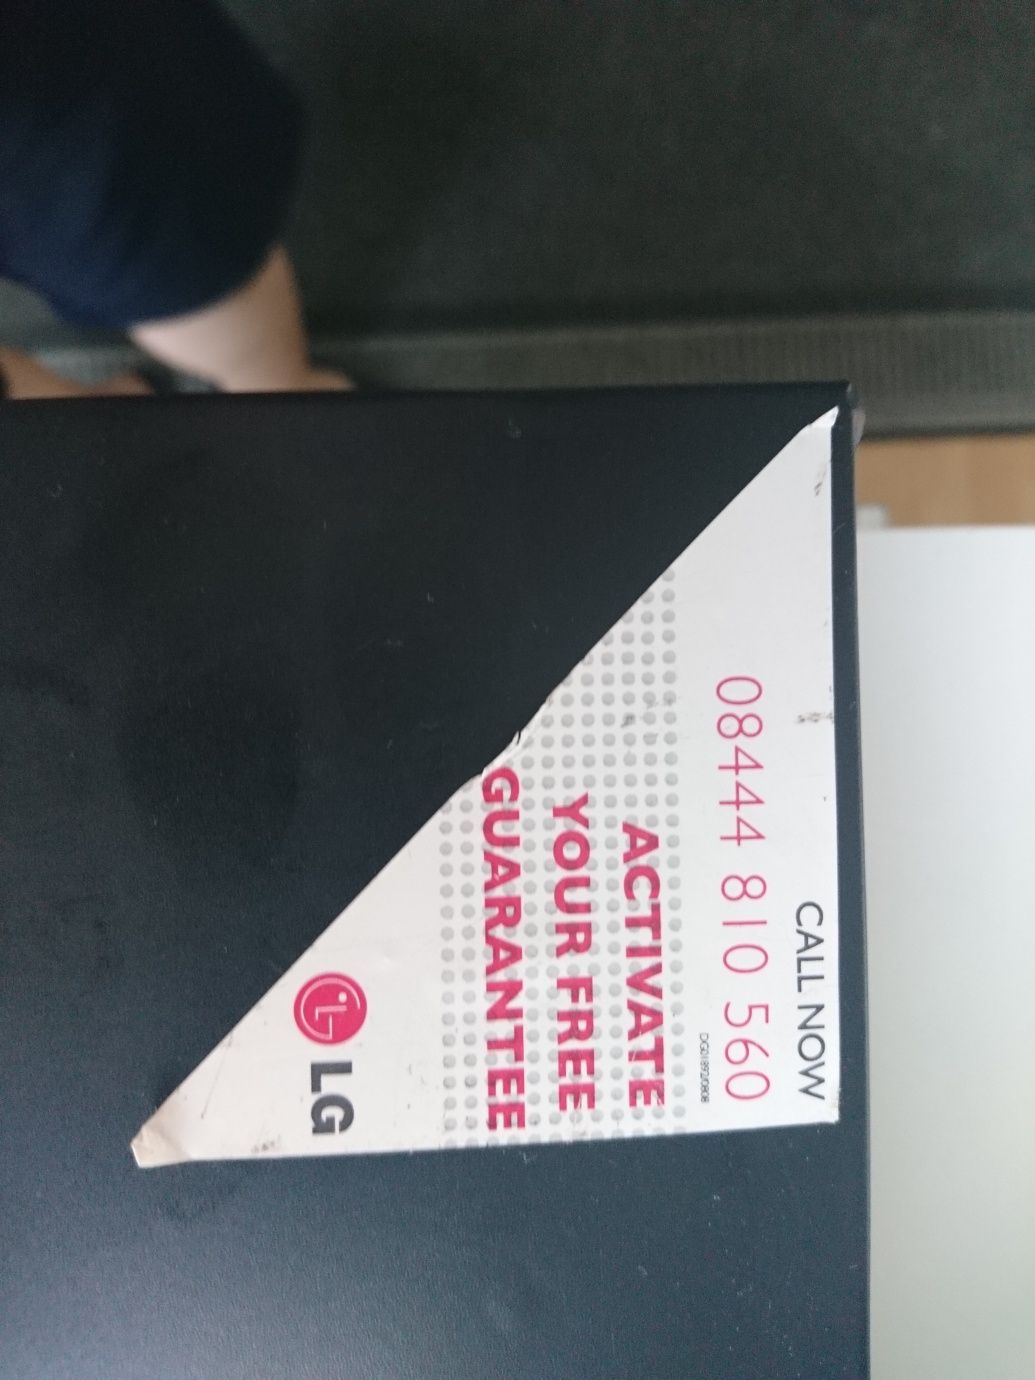 LG
ACTIVATE
YOUR FREE
GUARANTEE
08444 810 560
CALL NOW